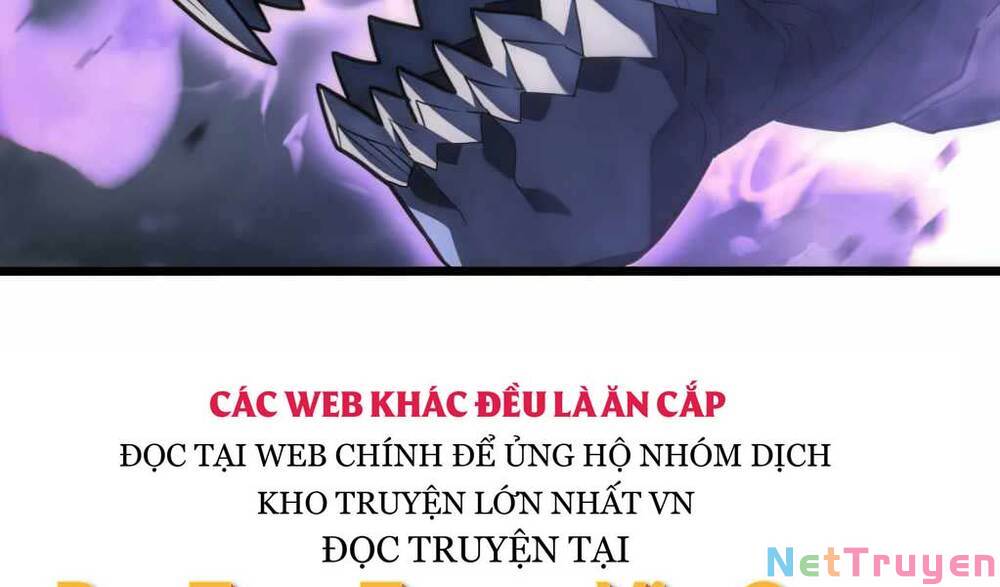 CÁC WEB KHÁC ĐỀU LÀ ĂN CẮP
ĐỌC TẠI WEB CHÍNH ĐỂ ỦNG HỘ NHÓM DỊCH
KHO TRUYỆN LỚN NHẤT VN
ĐỌC TRUYỆN TẠI
NetTruyen